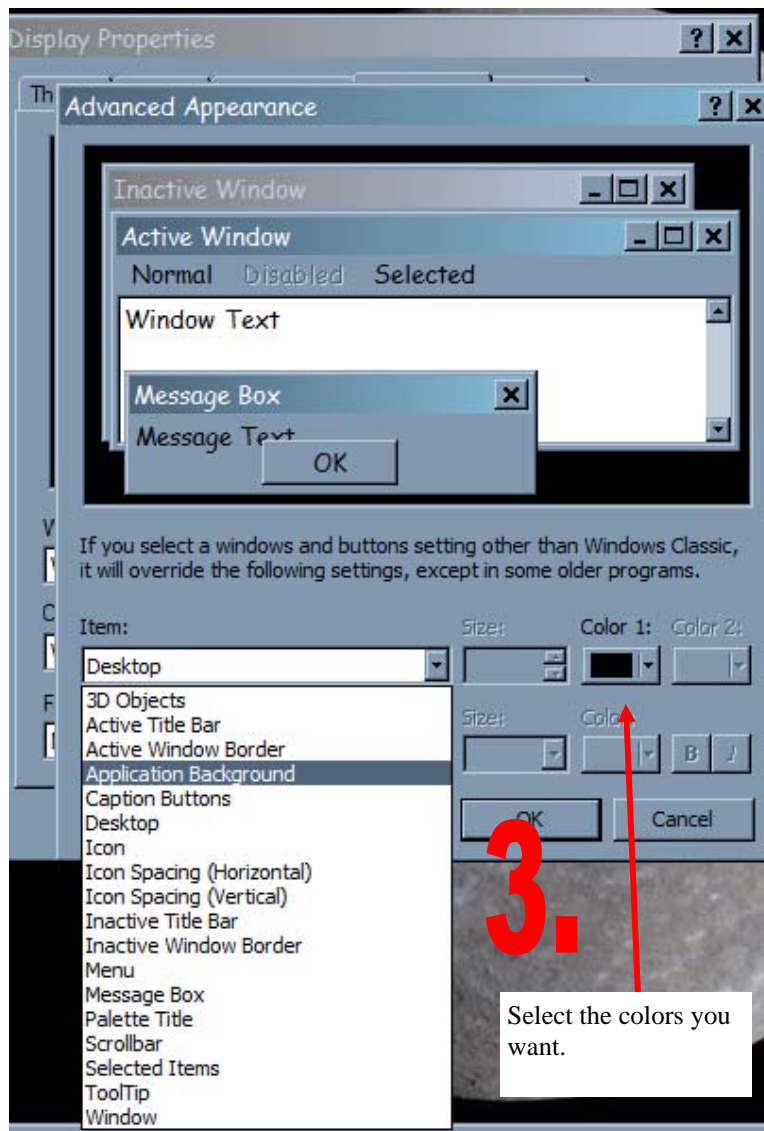 Display Properties
Th
Advanced Appearance
Inactive Window
Active Window
Normal Disabled Selected
Window Text
Message Box
Message Text
OK
If you select a windows and buttons setting other than Windows Classic,
it will override the following settings, except in some older programs.
W
C
F
Item: Size: Color 1: Color 2:
Desktop
3D Objects
Active Title Bar
Active Window Border
Application Background
Caption Buttons
Desktop
Icon
Icon Spacing (Horizontal)
Icon Spacing (Vertical)
Inactive Title Bar
Inactive Window Border
Menu
Message Box
Palette Title
Scrollbar
Selected Items
ToolTip
Window
Size: Color:
B I
OK Cancel
3.
Select the colors you
want.